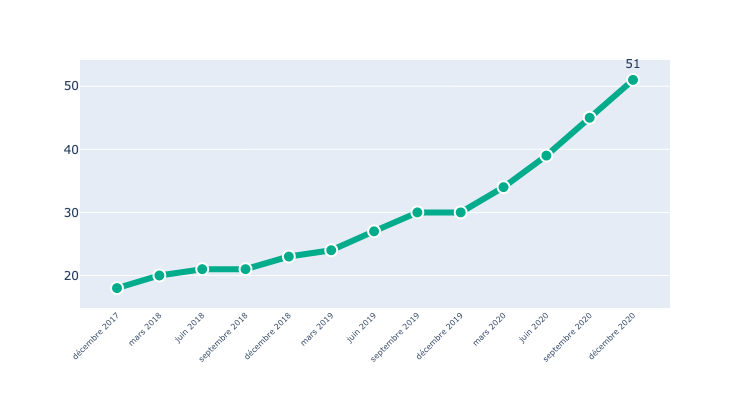 51
50
40
30
20
décembre 2017
mars 2018
juin 2018
septembre 2018
décembre 2018
mars 2019
juin 2019
septembre 2019
décembre 2019
mars 2020
juin 2020
septembre 2020
décembre 2020